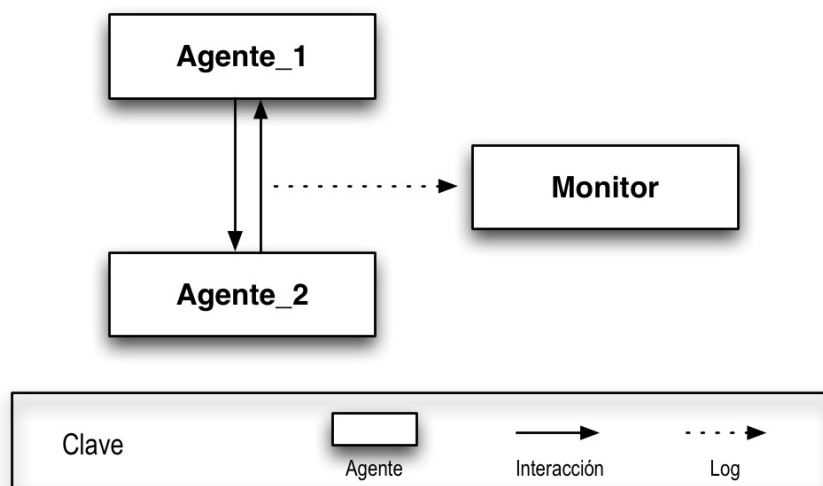 Agente_1
Monitor
Agente_2
Clave
Agente
Interacción
Log